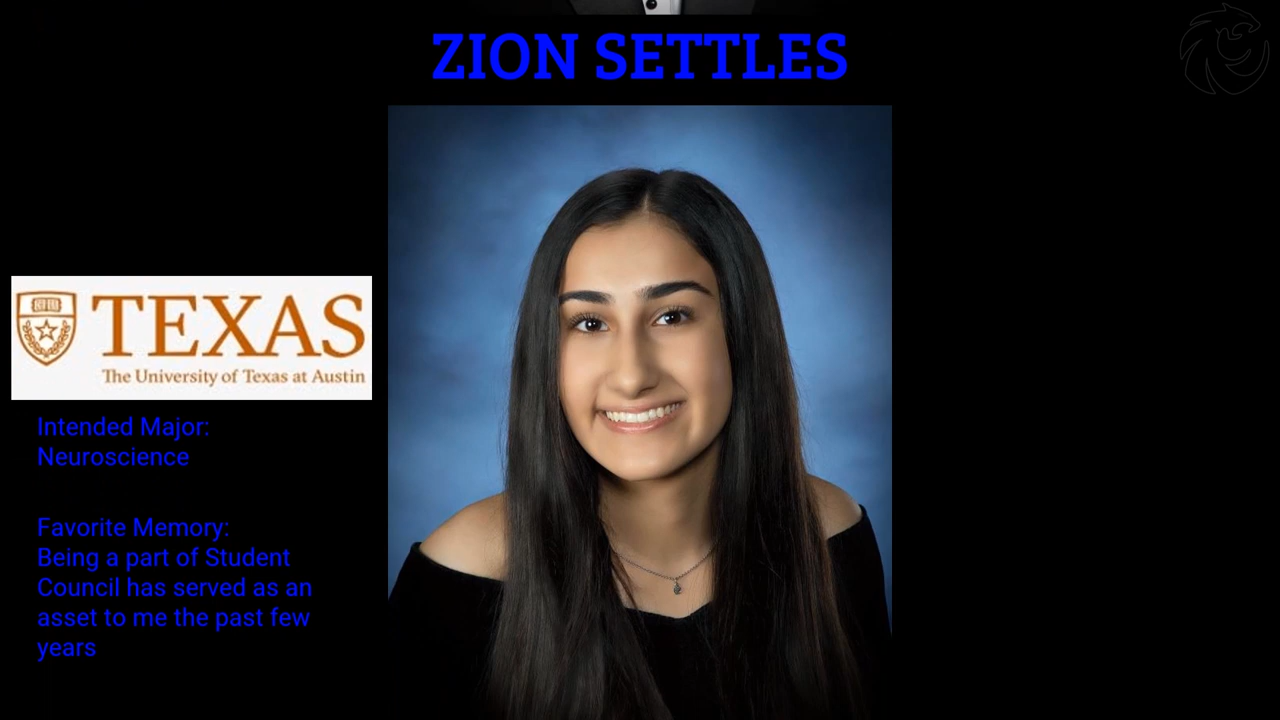 ZION SETTLES
TEXAS
The University of Texas at Austin
Intended Major:
Neuroscience
Favorite Memory:
Being a part of Student
Council has served as an
asset to me the past few
years